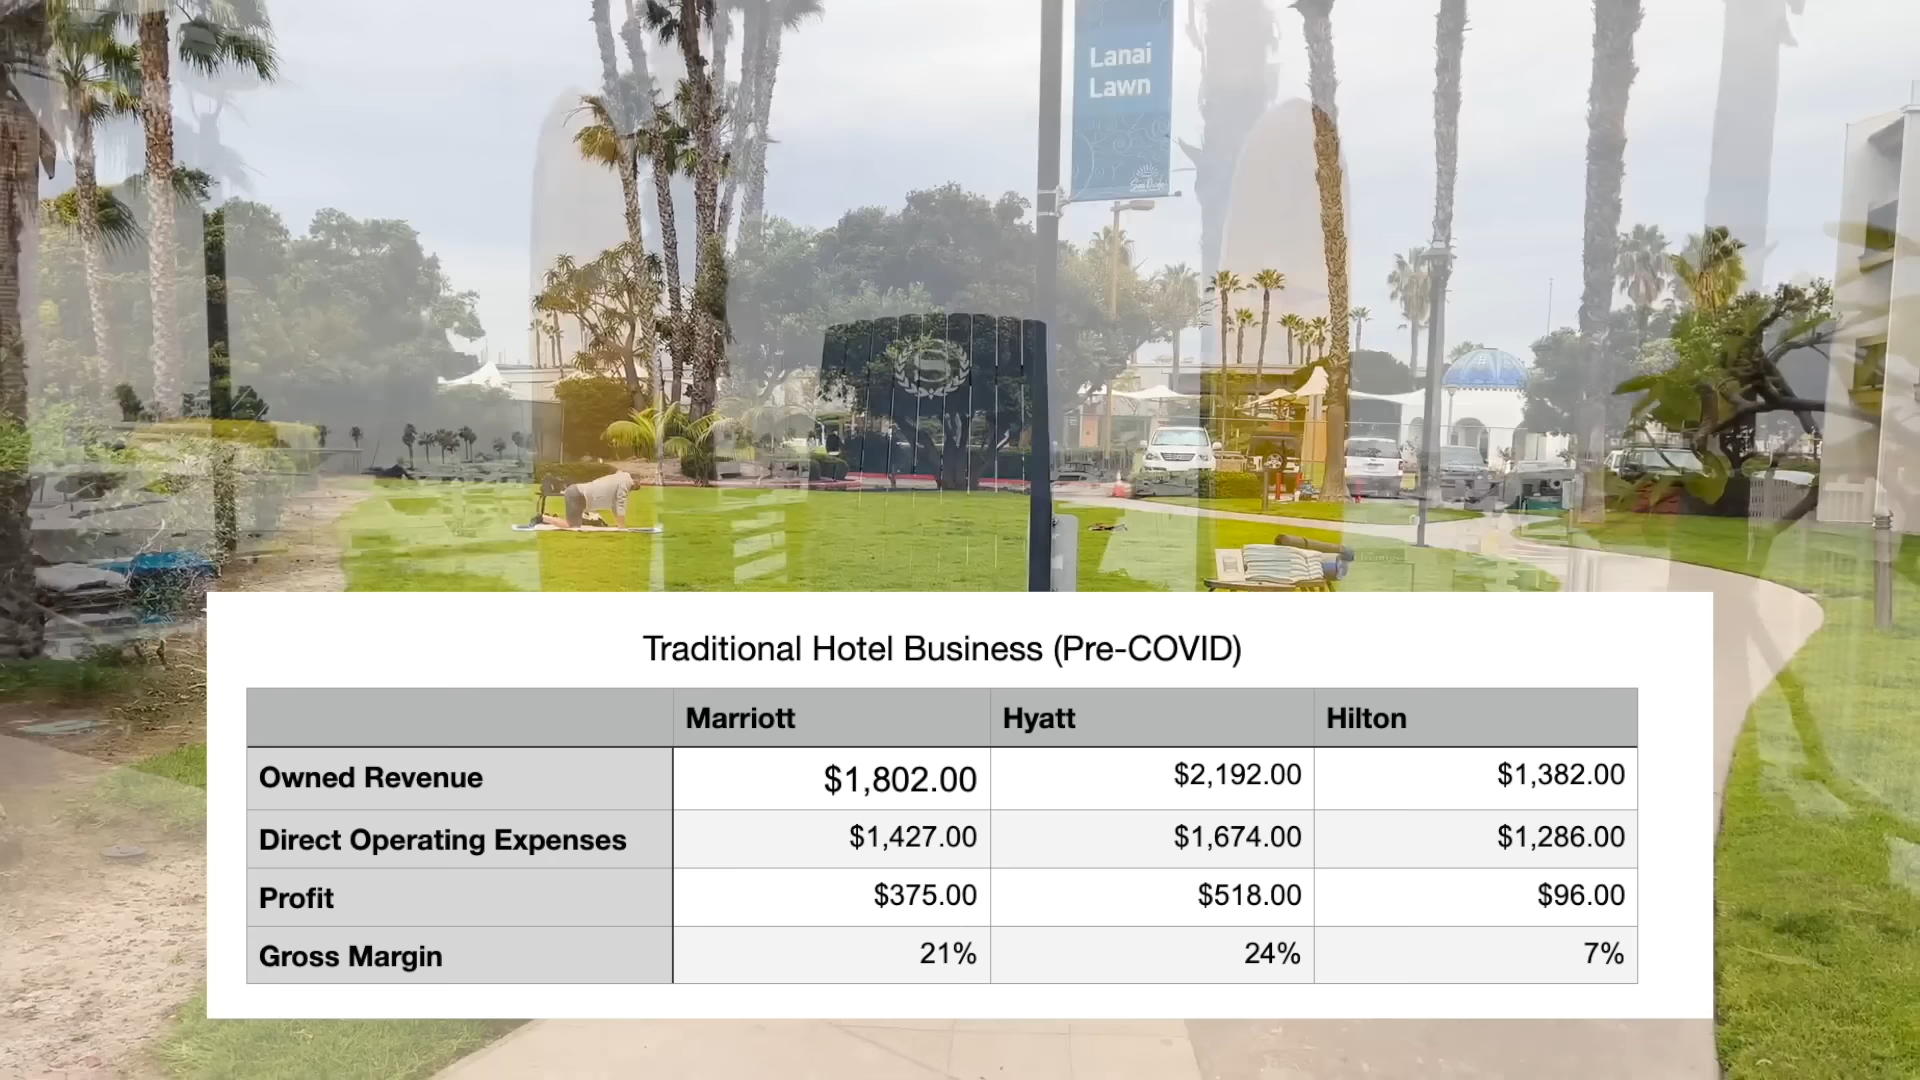 Lanai
Lawn
San Diego
Traditional Hotel Business (Pre-COVID)
Marriott Hyatt Hilton
Owned Revenue $1,802.00 $2,192.00 $1,382.00
Direct Operating Expenses $1,427.00 $1,674.00 $1,286.00
Profit $375.00 $518.00 $96.00
Gross Margin 21% 24% 7%